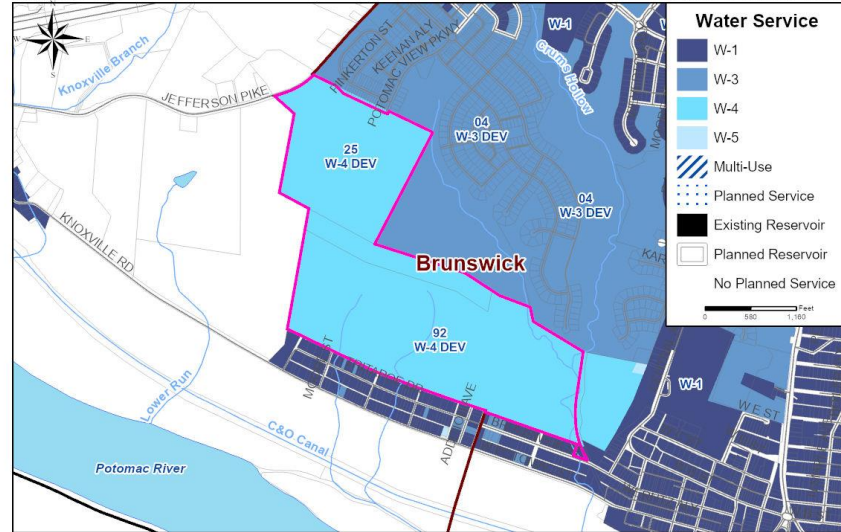 N
W
E
S
Knoxville Branch
JEFFERSON PIKE
PINKERTON ST
KEENAN ALY
POTOMAC VIEW PKWY
W-1
Crums Hollow
04
W-3 DEV
25
W-4 DEV
04
W-3 DEV
KNOXVILLE RD
Brunswick
92
W-4 DEV
W-1
W E ST
Lower Run
C&O Canal
Potomac River
Water Service
W-1
W-3
W-4
W-5
Multi-Use
Planned Service
Existing Reservoir
Planned Reservoir
No Planned Service
Feet
0 580 1,160